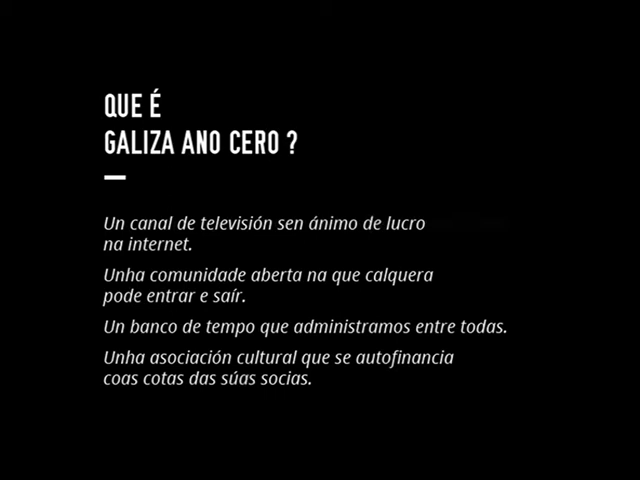 QUE É
GALIZA ANO CERO ?
Un canal de televisión sen ánimo de lucro
na internet.
Unha comunidade aberta na que calquera
pode entrar e saír.
Un banco de tempo que administramos entre todas.
Unha asociación cultural que se autofinancia
coas cotas das súas socias.